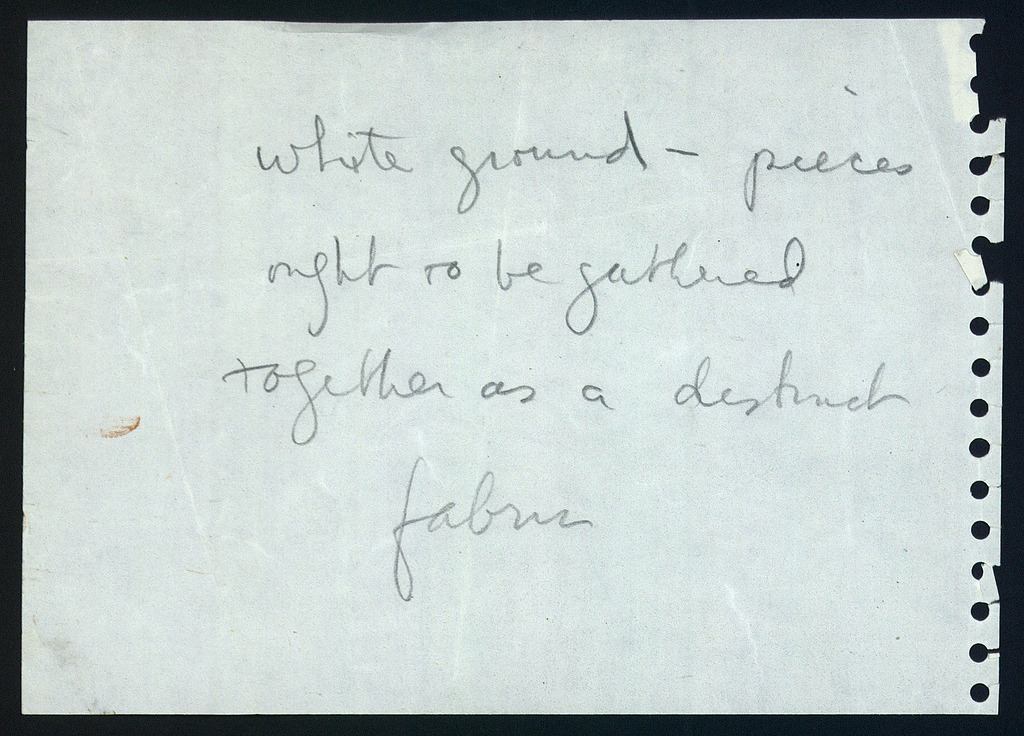 white ground – pieces
ought to be gathered
together as a distinct
fabric